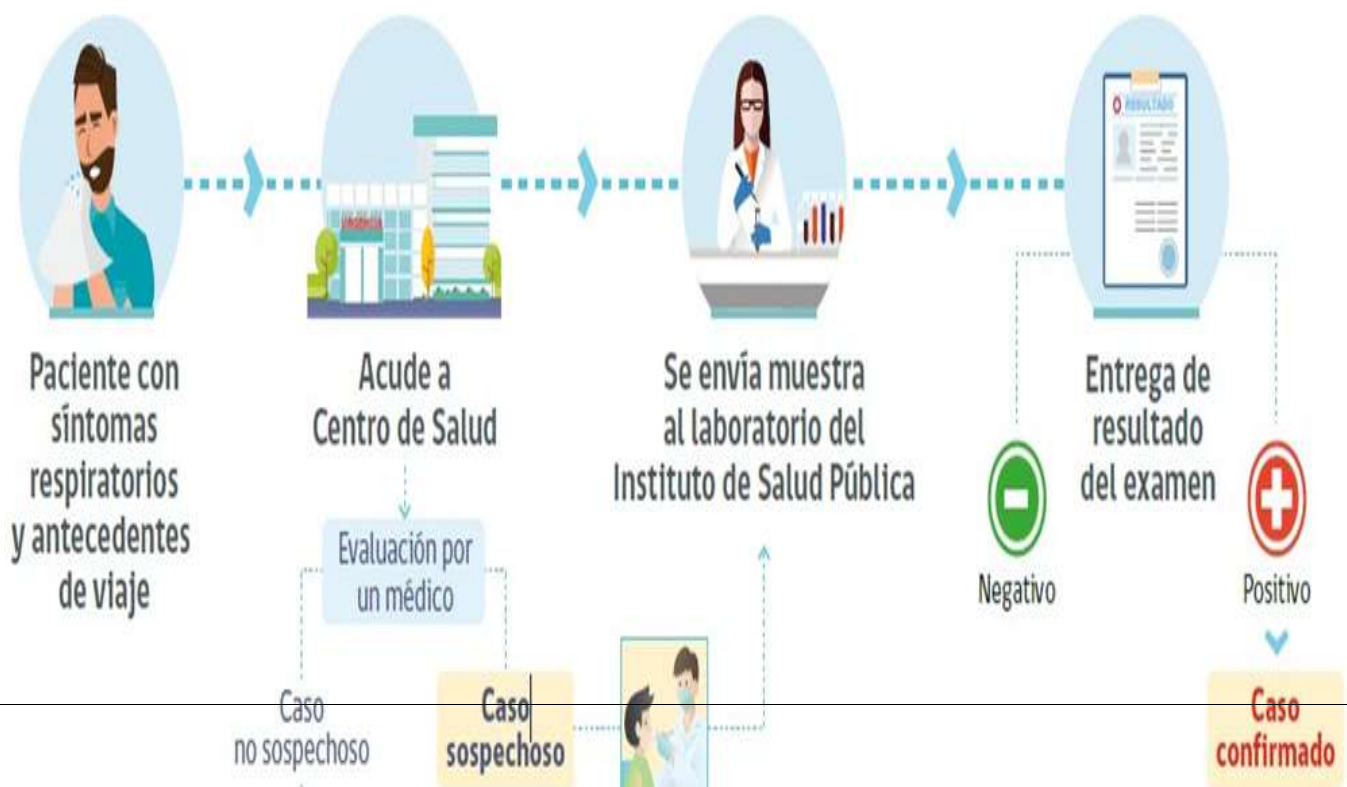 URGENCIA
RESULTADO
Paciente con
síntomas
respiratorios
y antecedentes
de viaje
Acude a
Centro de Salud
Evaluación por
un médico
Caso
no sospechoso
Caso
sospechoso
Se envía muestra
al laboratorio del
Instituto de Salud Pública
Entrega de
resultado
del examen
Negativo
Positivo
Caso
confirmado